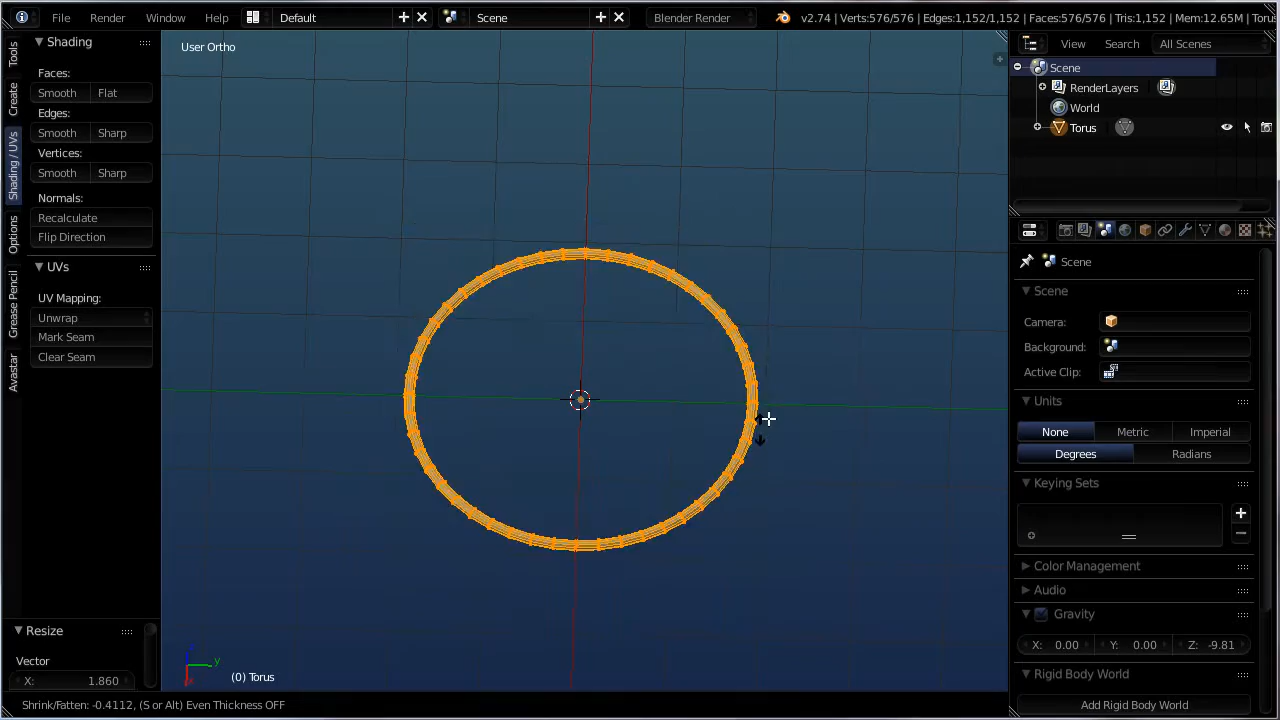 File Render Window Help Default Scene Blender Render v2.74 | Verts:576/576 | Edges:1,152/1,152 | Faces:576/576 | Tris:1,152 | Mem:12.65M | Torus
Tools
Create
Shading / UVs
Options
Grease Pencil
Avastar
Shading
Faces:
Smooth Flat
Edges:
Smooth Sharp
Vertices:
Smooth Sharp
Normals:
Recalculate
Flip Direction
UVs
UV Mapping:
Unwrap
Mark Seam
Clear Seam
Resize
Vector
X: 1.860
User Ortho
y
(0) Torus
Shrink/Fatten: -0.4112, (S or Alt) Even Thickness OFF
View Search All Scenes
Scene
RenderLayers
World
Torus
Scene
Scene
Camera:
Background:
Active Clip:
Units
None Metric Imperial
Degrees Radians
Keying Sets
Color Management
Audio
Gravity
X: 0.00 Y: 0.00 Z: -9.81
Rigid Body World
Add Rigid Body World